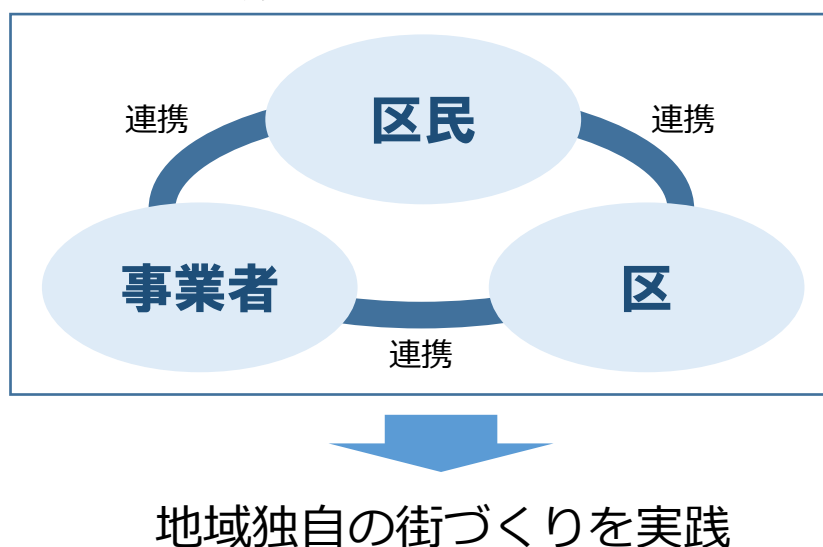 区民
連携
連携
事業者
区
連携
地域独自の街づくりを実践